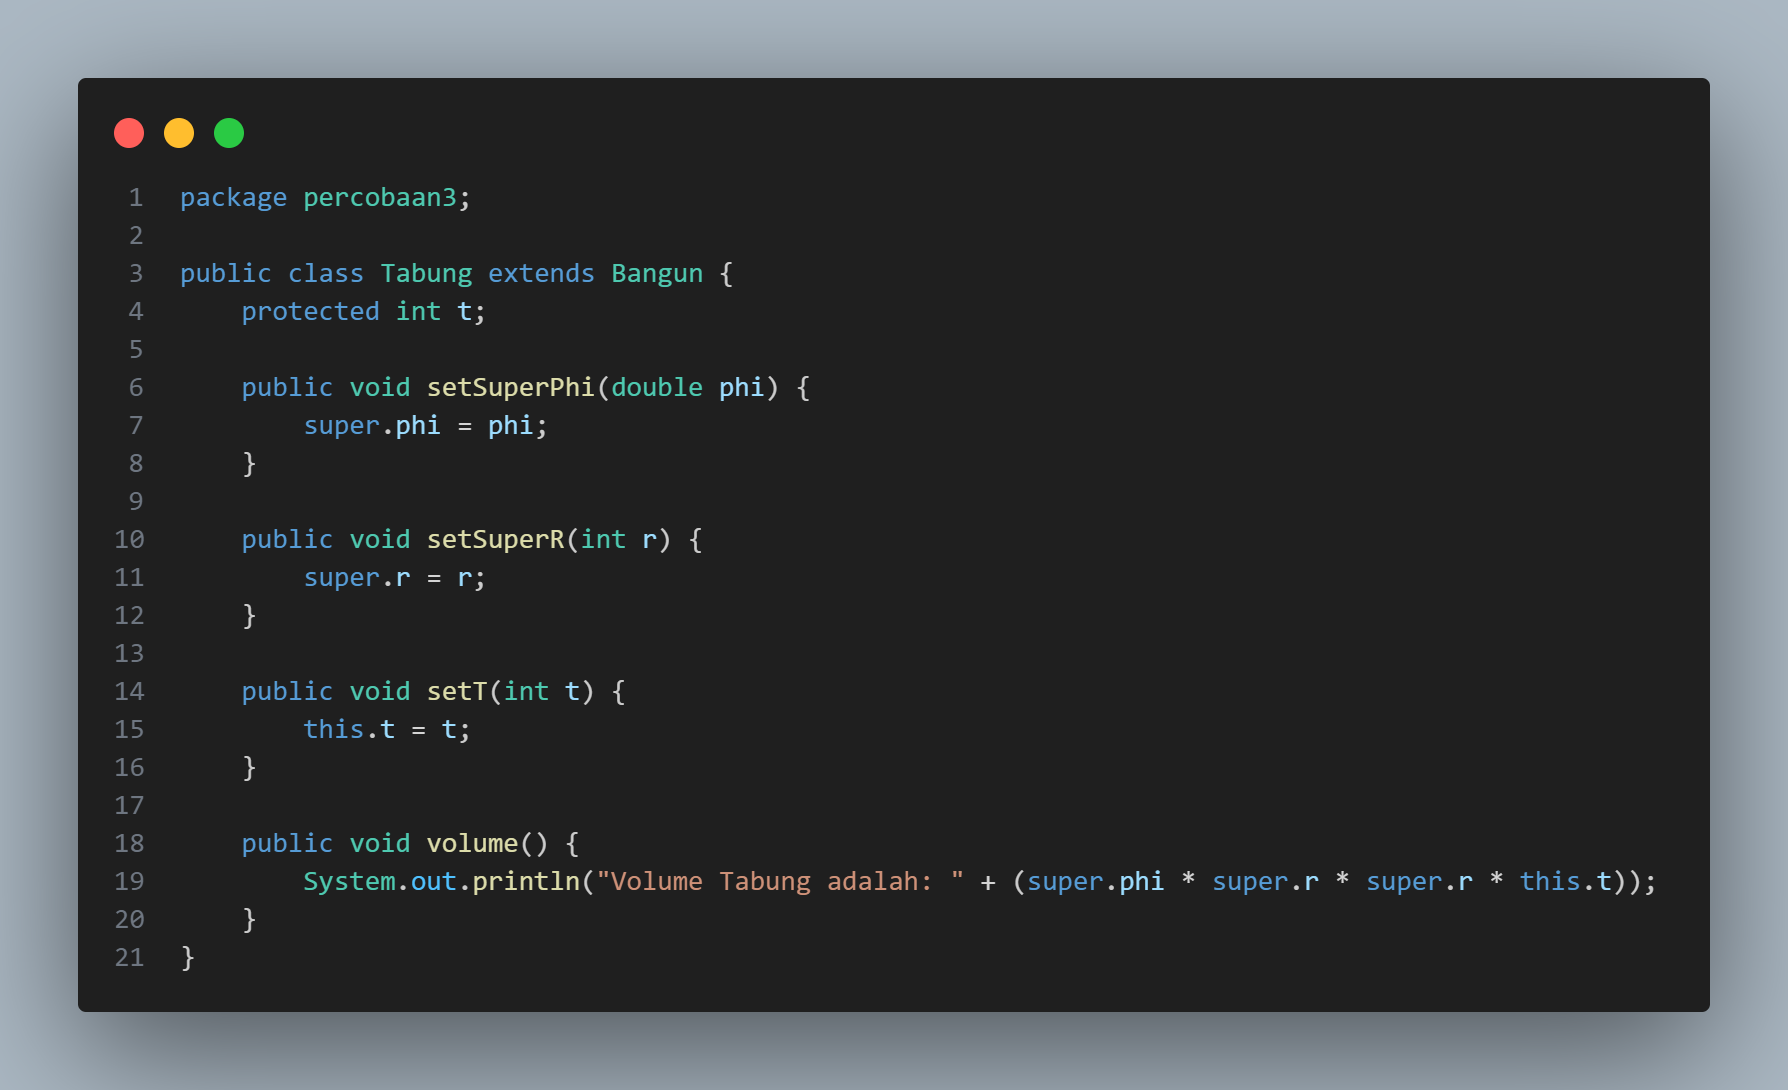 1 package percobaan3;
2
3 public class Tabung extends Bangun {
4     protected int t;
5
6     public void setSuperPhi(double phi) {
7         super.phi = phi;
8     }
9
10     public void setSuperR(int r) {
11         super.r = r;
12     }
13
14     public void setT(int t) {
15         this.t = t;
16     }
17
18     public void volume() {
19         System.out.println("Volume Tabung adalah: " + (super.phi * super.r * super.r * this.t));
20     }
21 }